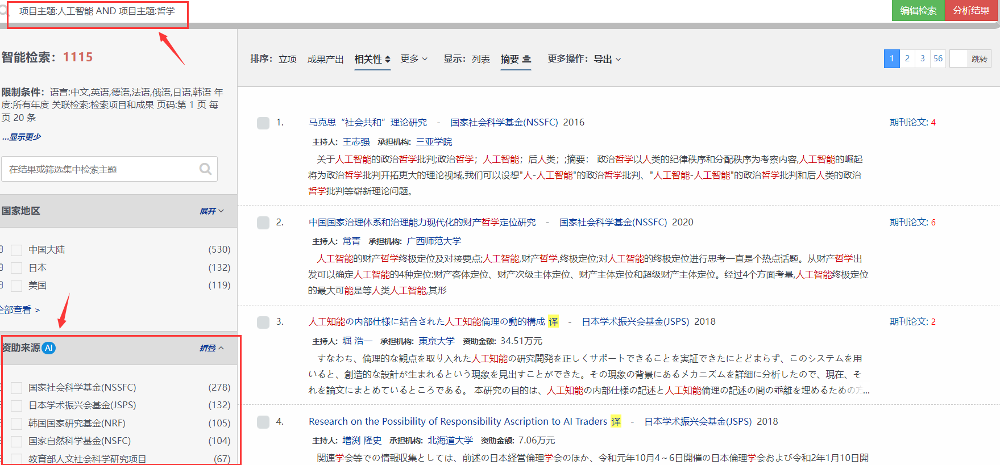 项目主题:人工智能 AND 项目主题:哲学
编辑检索 分析结果
智能检索：1115
限制条件：语言:中文,英语,德语,法语,俄语,日语,韩语 年
度:所有年度 关联检索:检索项目和成果 页码:第 1 页 每
页 20 条
...显示更少
在结果或筛选集中检索主题
国家地区 展开
中国大陆 (530)
日本 (132)
美国 (119)
全部查看 >
资助来源 AI 折叠
国家社会科学基金(NSSFC) (278)
日本学术振兴会基金(JSPS) (132)
韩国国家研究基金(NRF) (105)
国家自然科学基金(NSFC) (104)
教育部人文社会科学研究项目 (67)
排序：立项 成果产出 相关性 更多 显示：列表 摘要 更多操作：导出
1 2 3 56 跳转
1. 马克思“社会共和”理论研究 - 国家社会科学基金(NSSFC) 2016 期刊论文: 4
主持人：王志强 承担机构：三亚学院
关于人工智能的政治哲学批判;政治哲学；人工智能；后人类；;摘要： 政治哲学以人类的纪律秩序和分配秩序为考察内容,人工智能的崛起
将为政治哲学批判开拓更大的理论视域,我们可以设想"人-人工智能"的政治哲学批判、"人工智能-人工智能"的政治哲学批判和后人类的政治
哲学批判等崭新理论问题。
2. 中国国家治理体系和治理能力现代化的财产哲学定位研究 - 国家社会科学基金(NSSFC) 2020 期刊论文: 6
主持人：常青 承担机构：广西师范大学
人工智能的财产哲学终极定位及对接要点;人工智能,财产哲学,终极定位;对人工智能的终极定位进行思考一直是个热点话题。从财产哲学出
发可以确定人工智能的4种定位:财产客体定位、财产次级主体定位、财产主体定位和超级财产主体定位。经过4个方面考量,人工智能终极定位
的最大可能是等人类人工智能,其形
3. 人工知能の内部仕様に結合された人工知能倫理の動的構成 译 - 日本学术振兴会基金(JSPS) 2018 期刊论文: 2
主持人：堀 浩一 承担机构：東京大学 资助金额：34.51万元
すなわち、倫理的な観点を取り入れた人工知能の研究開発を正しくサポートできることを実証できたにとどまらず、このシステムを用
いると、創造的な設計が生まれるという現象を見出すことができた。その現象の背景にあるメカニズムを詳細に分析したので、現在、そ
れを論文にまとめているところである。 本研究の目的は、人工知能の内部仕様の記述と人工知能倫理の記述の間の乖離を埋めるための方...
4. Research on the Possibility of Responsibility Ascription to AI Traders 译 - 日本学术振兴会基金(JSPS) 2018
主持人：増渕 隆史 承担机构：北海道大学 资助金额：7.06万元
関連学会等での情報収集としては、前述の日本経営倫理学会のほか、令和元年10月4～6日開催の日本倫理学会および令和2年1月10日開